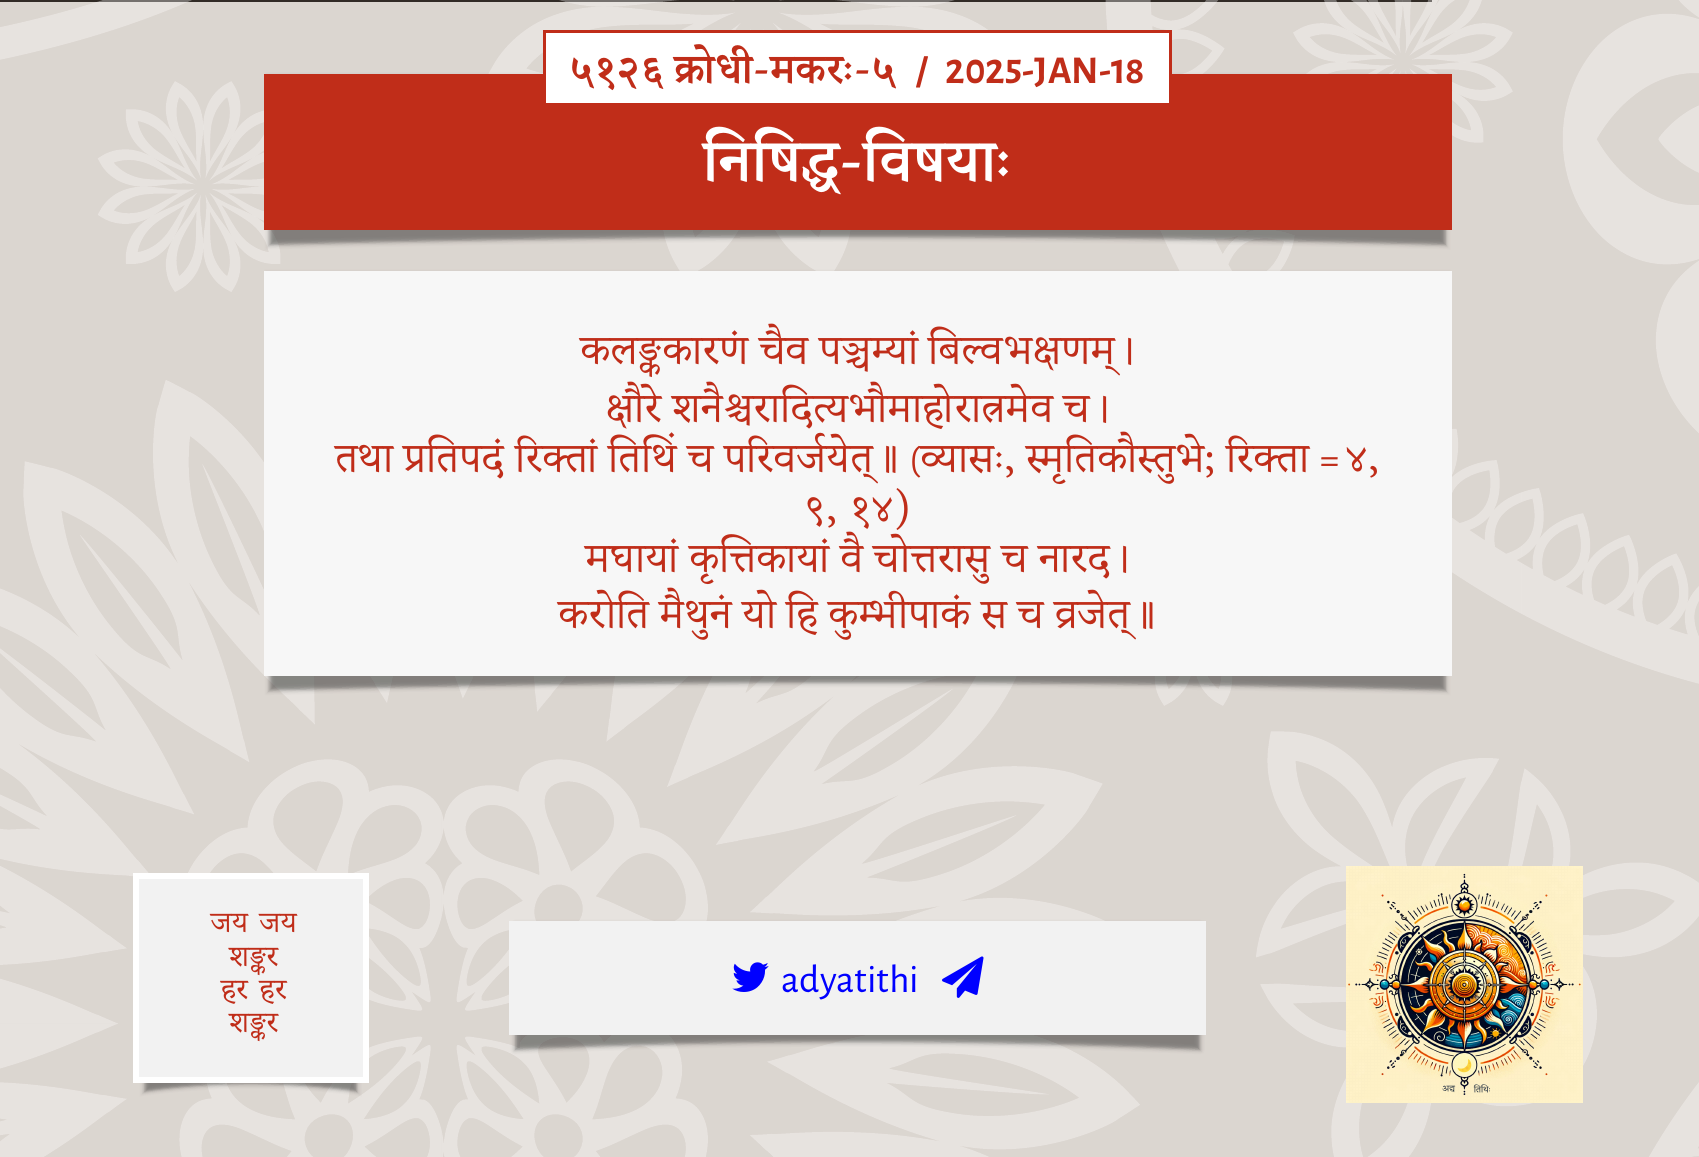 ५१२६ क्रोधी-मकरः-५ / 2025-JAN-18
निषिद्ध-विषयाः
कलङ्ककारणं चैव पञ्चम्यां बिल्वभक्षणम्।
क्षौरे शनैश्चरादित्यभौमाहोरात्रमेव च।
तथा प्रतिपदं रिक्तां तिथिं च परिवर्जयेत्॥ (व्यासः, स्मृतिकौस्तुभे; रिक्ता = ४,
९, १४)
मघायां कृत्तिकायां वै चोत्तरासु च नारद।
करोति मैथुनं यो हि कुम्भीपाकं स च व्रजेत्॥
जय जय
शङ्कर
हर हर
शङ्कर
adyatithi
अद्य तिथिः